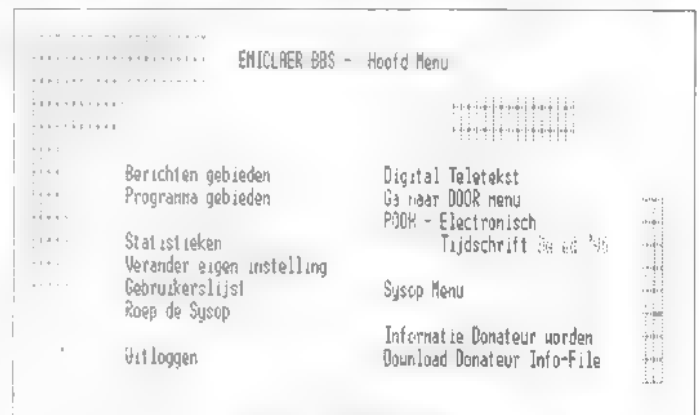 EMICLAER BBS - Hoofd Menu
Berichten gebieden
Programma gebieden
Statistieken
Verander eigen instelling
Gebruikerslijst
Roep de Sysop
Uitloggen
Digital Teletekst
Ga naar DOOR menu
POOK - Electronisch
Tijdschrift
Sysop Menu
Informatie Donateur worden
Download Donateur Info-File